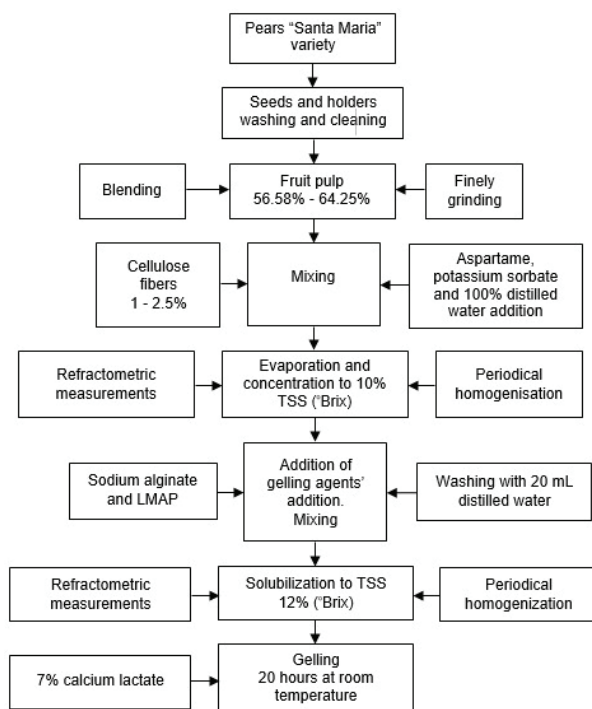 Pears “Santa Maria”
variety
Seeds and holders
washing and cleaning
Blending
Fruit pulp
56.58% - 64.25%
Finely
grinding
Cellulose
fibers
1 - 2.5%
Mixing
Aspartame,
potassium sorbate
and 100% distilled
water addition
Refractometric
measurements
Evaporation and
concentration to 10%
TSS (°Brix)
Periodical
homogenisation
Sodium alginate
and LMAP
Addition of
gelling agents’
addition.
Mixing
Washing with 20 mL
distilled water
Refractometric
measurements
Solubilization to TSS
12% (°Brix)
Periodical
homogenization
7% calcium lactate
Gelling
20 hours at room
temperature